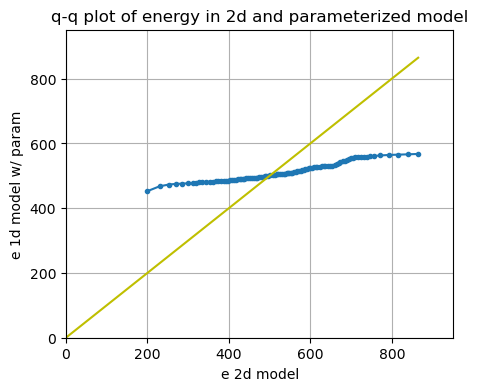 q-q plot of energy in 2d and parameterized model
e 1d model w/ param
800
600
400
200
0
0 200 400 600 800
e 2d model